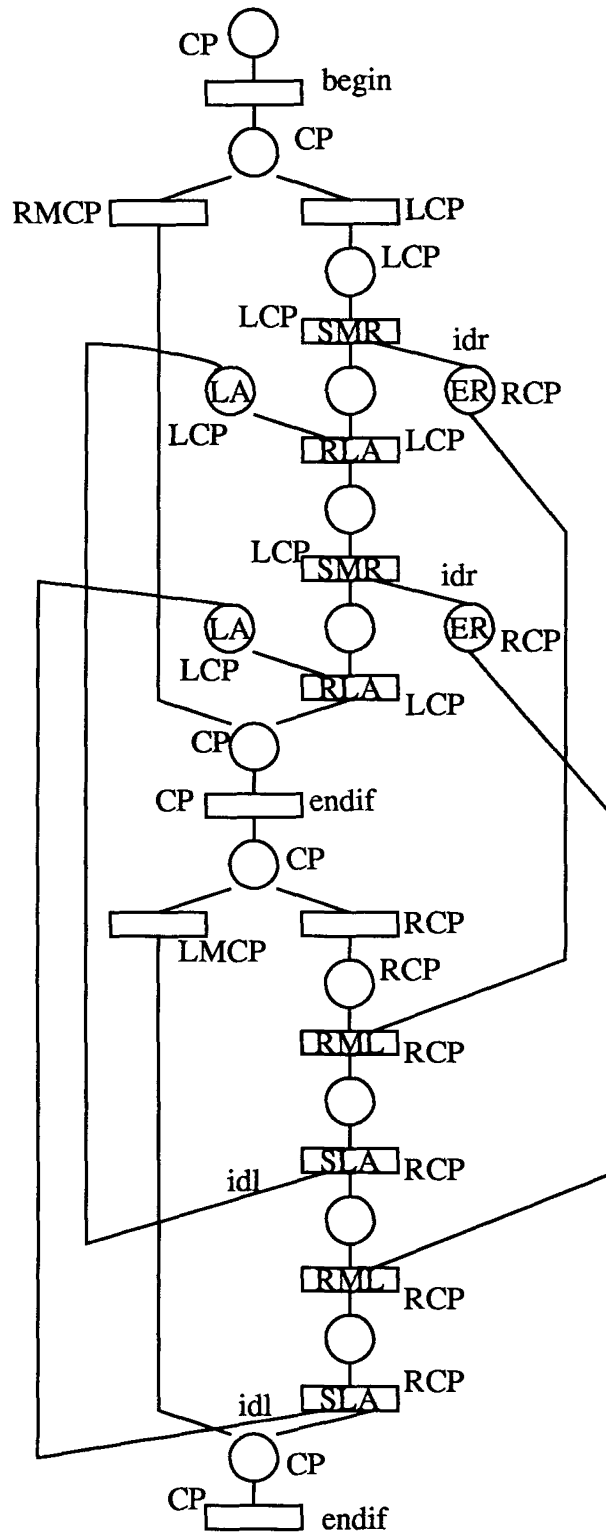 CP
begin
CP
RMCP
LCP
LCP
LCP
SMR
idr
LA
ER
RCP
LCP
RLA
LCP
LCP
SMR
idr
LA
ER
RCP
LCP
RLA
LCP
CP
CP
endif
CP
LMCP
RCP
RCP
RML
RCP
SLA
RCP
idl
RML
RCP
RCP
SLA
idl
CP
CP
endif